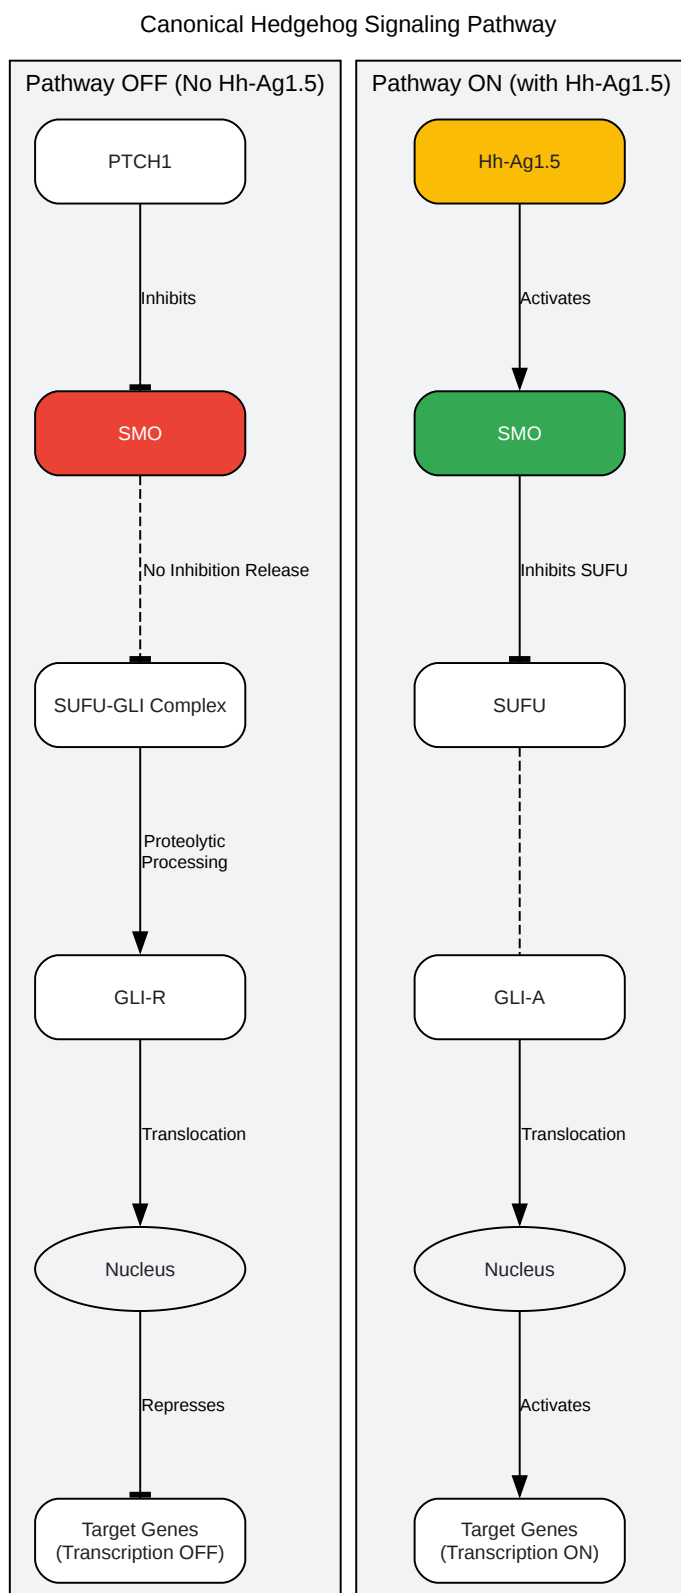 Canonical Hedgehog Signaling Pathway
Pathway OFF (No Hh-Ag1.5)
PTCH1
Inhibits
SMO
No Inhibition Release
SUFU-GLI Complex
Proteolytic
Processing
GLI-R
Translocation
Nucleus
Represses
Target Genes
(Transcription OFF)
Pathway ON (with Hh-Ag1.5)
Hh-Ag1.5
Activates
SMO
Inhibits SUFU
SUFU
GLI-A
Translocation
Nucleus
Activates
Target Genes
(Transcription ON)